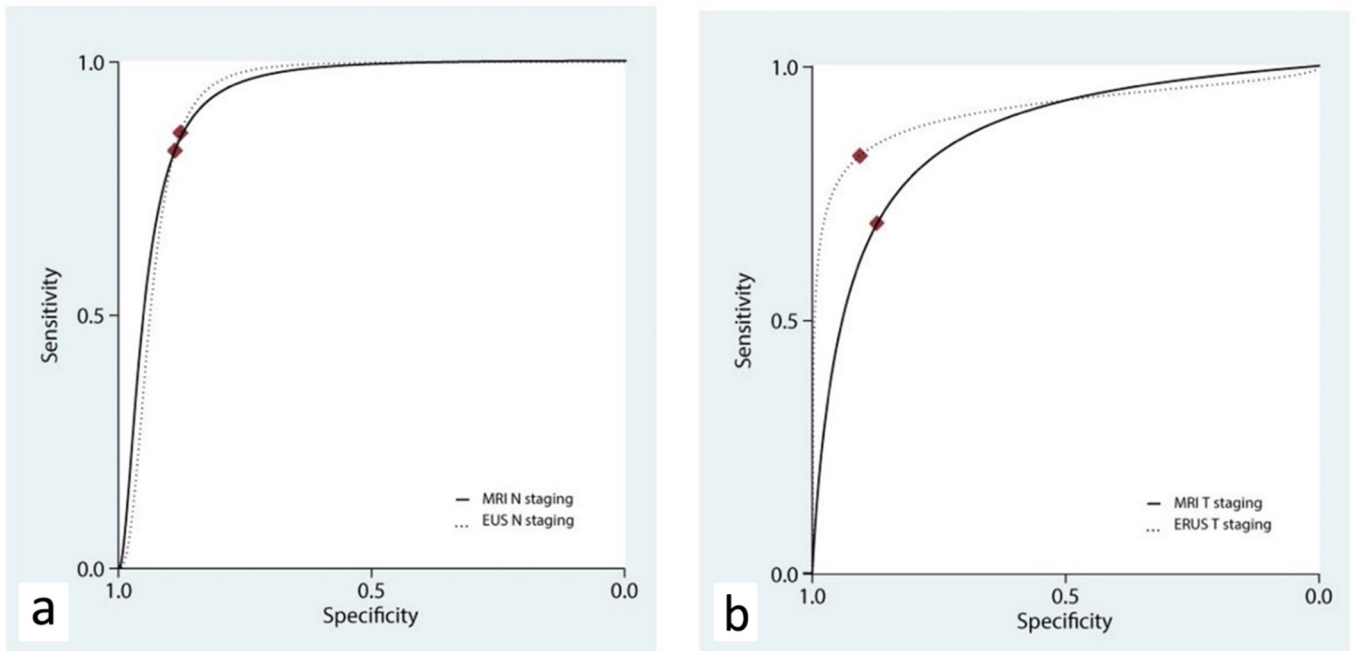 1.0
0.5
0.0
Sensitivity
MRI N staging
EUS N staging
1.0
0.5
0.0
Specificity
a
1.0
0.5
0.0
Sensitivity
MRI T staging
ERUS T staging
1.0
0.5
0.0
Specificity
b